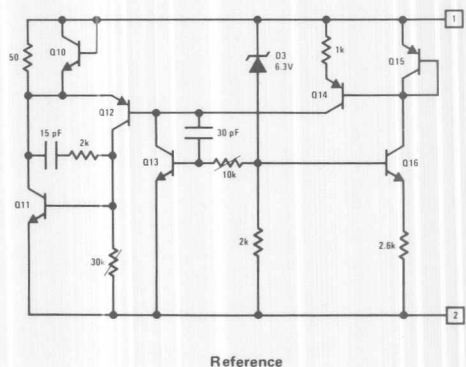 1
50
Q10
D3
6.3V
1k
Q15
Q12
Q14
15 pF
2k
30 pF
Q13
10k
Q16
Q11
30k
2k
2.6k
2
Reference